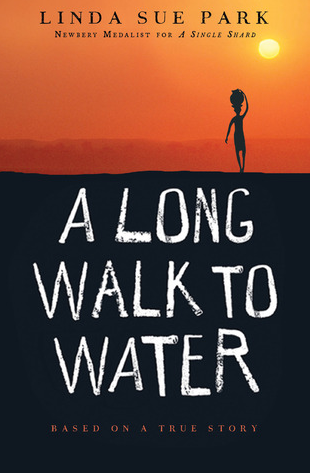 LINDA SUE PARK
NEWBERY MEDALIST FOR A SINGLE SHARD
A LONG
WALK TO
WATER
BASED ON A TRUE STORY